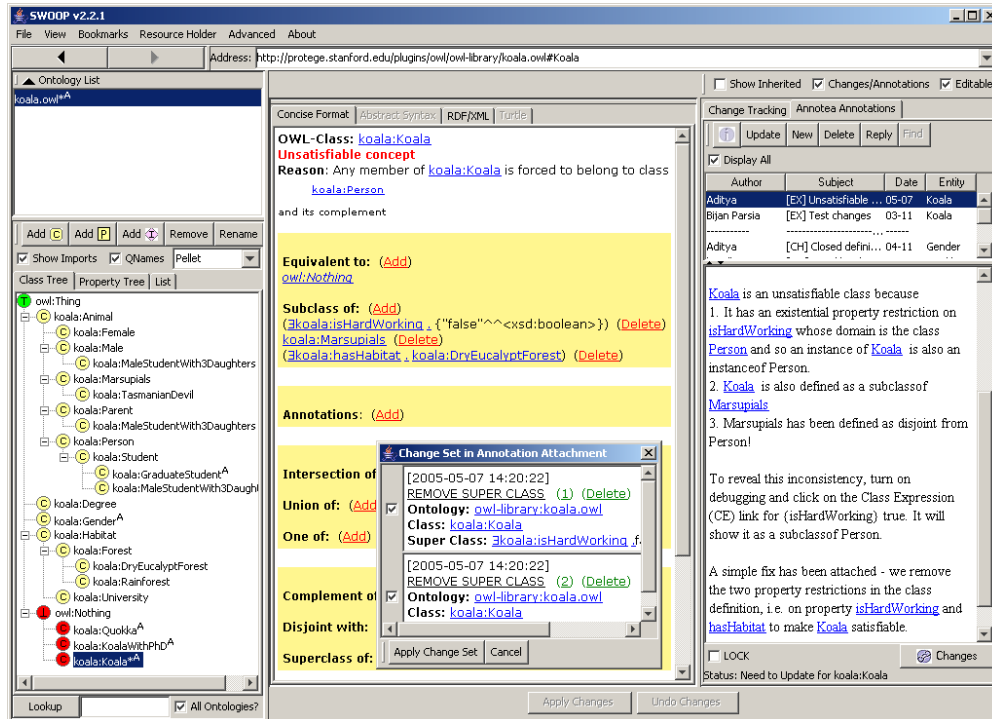 SWOOP v2.2.1
File View Bookmarks Resource Holder Advanced About
Address: http://protege.stanford.edu/plugins/owl/owl-library/koala.owl#Koala
Ontology List
koala.owl*A
Add C Add P Add I Remove Rename
Show Imports QNames Pellet
Class Tree Property Tree List
T owl:Thing
C koala:Animal
C koala:Female
C koala:Male
C koala:MaleStudentWith3Daughters
C koala:Marsupials
C koala:TasmanianDevil
C koala:Parent
C koala:MaleStudentWith3Daughters
C koala:Person
C koala:Student
C koala:GraduateStudentA
C koala:MaleStudentWith3Daught
C koala:Degree
C koala:GenderA
C koala:Habitat
C koala:Forest
C koala:DryEucalyptForest
C koala:Rainforest
C koala:University
owl:Nothing
C koala:QuokkaA
C koala:KoalaWithPhDA
C koala:Koala*A
Lookup All Ontologies?
Concise Format Abstract Syntax RDF/XML Turtle
OWL-Class: koala:Koala
Unsatisfiable concept
Reason: Any member of koala:Koala is forced to belong to class
koala:Person
and its complement
Equivalent to: (Add)
owl:Nothing
Subclass of: (Add)
(∃koala:isHardWorking . {"false"^^<xsd:boolean>}) (Delete)
koala:Marsupials (Delete)
(∃koala:hasHabitat . koala:DryEucalyptForest) (Delete)
Annotations: (Add)
Intersection of
Union of: (Add
One of: (Add)
Complement of
Disjoint with:
Superclass of:
Change Set in Annotation Attachment
[2005-05-07 14:20:22]
REMOVE SUPER CLASS (1) (Delete)
Ontology: owl-library:koala.owl
Class: koala:Koala
Super Class: ∃koala:isHardWorking .f
[2005-05-07 14:20:22]
REMOVE SUPER CLASS (2) (Delete)
Ontology: owl-library:koala.owl
Class: koala:Koala
Apply Change Set Cancel
Apply Changes Undo Changes
Show Inherited Changes/Annotations Editable
Change Tracking Annotea Annotations
Update New Delete Reply Find
Display All
Author Subject Date Entity
Aditya [EX] Unsatisfiable ... 05-07 Koala
Bijan Parsia [EX] Test changes 03-11 Koala
----------- ----------------------... ------
Aditya [CH] Closed defini... 04-11 Gender
Koala is an unsatisfiable class because
1. It has an existential property restriction on
isHardWorking whose domain is the class
Person and so an instance of Koala is also an
instanceof Person.
2. Koala is also defined as a subclassof
Marsupials
3. Marsupials has been defined as disjoint from
Person!
To reveal this inconsistency, turn on
debugging and click on the Class Expression
(CE) link for {isHardWorking} true. It will
show it as a subclassof Person.
A simple fix has been attached - we remove
the two property restrictions in the class
definition, i.e. on property isHardWorking and
hasHabitat to make Koala satisfiable.
LOCK Changes
Status: Need to Update for koala:Koala